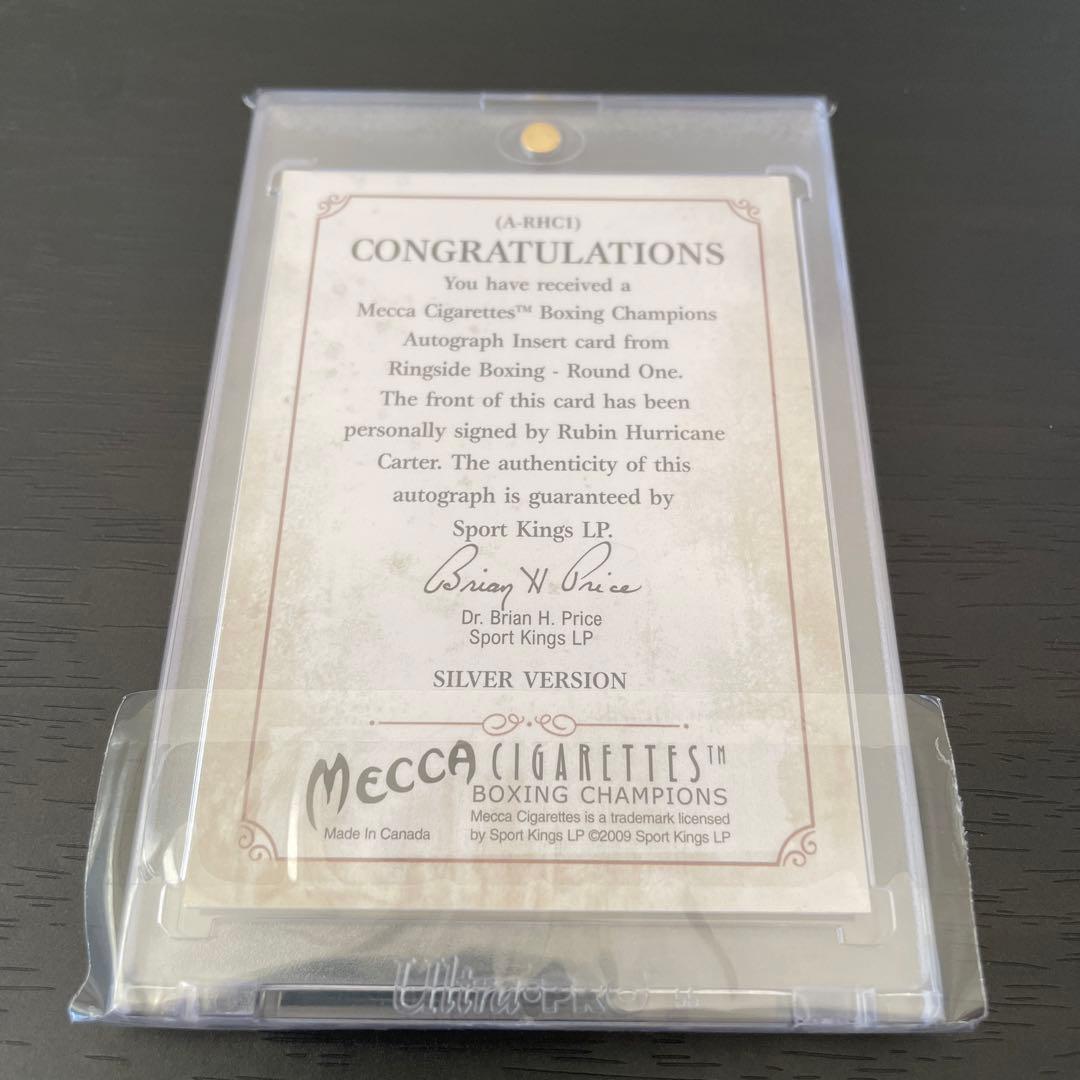 (A-RHC1)
CONGRATULATIONS
You have received a
Mecca Cigarettes™ Boxing Champions
Autograph Insert card from
Ringside Boxing - Round One.
The front of this card has been
personally signed by Rubin Hurricane
Carter. The authenticity of this
autograph is guaranteed by
Sport Kings LP.
Brian H Price
Dr. Brian H. Price
Sport Kings LP
SILVER VERSION
MECCA CIGARETTES™
BOXING CHAMPIONS
Mecca Cigarettes is a trademark licensed
Made In Canada by Sport Kings LP ©2009 Sport Kings LP
Ultra PRO